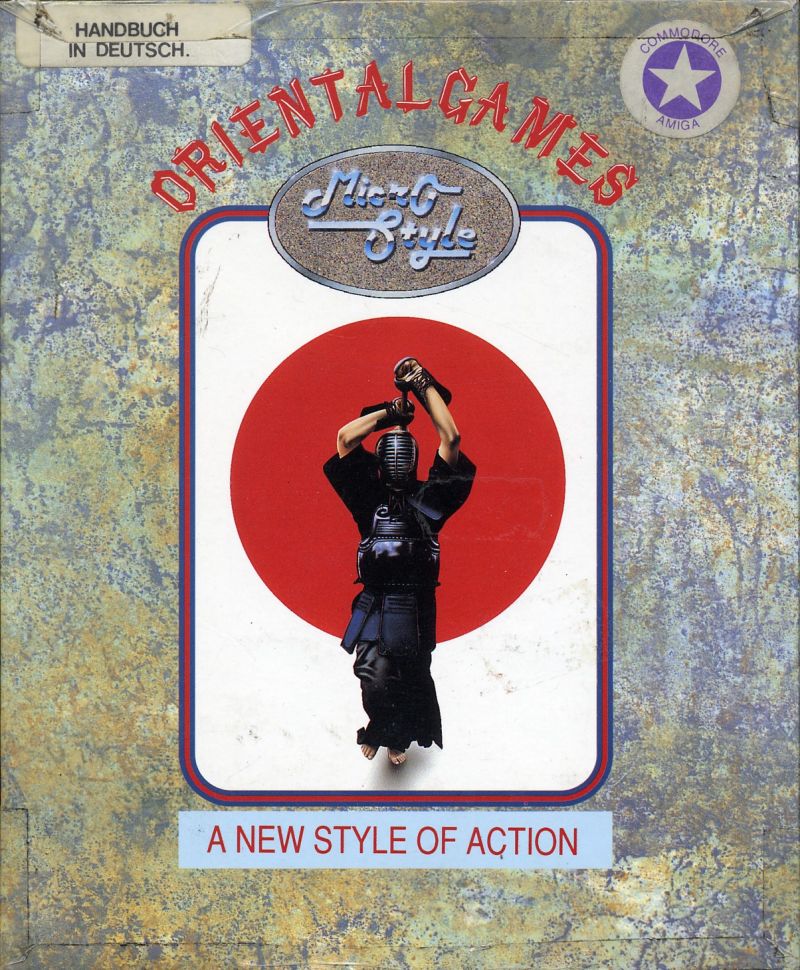 HANDBUCH
IN DEUTSCH.
COMMODORE
AMIGA
ORIENTALGAMES
MicrO
Style
A NEW STYLE OF ACTION